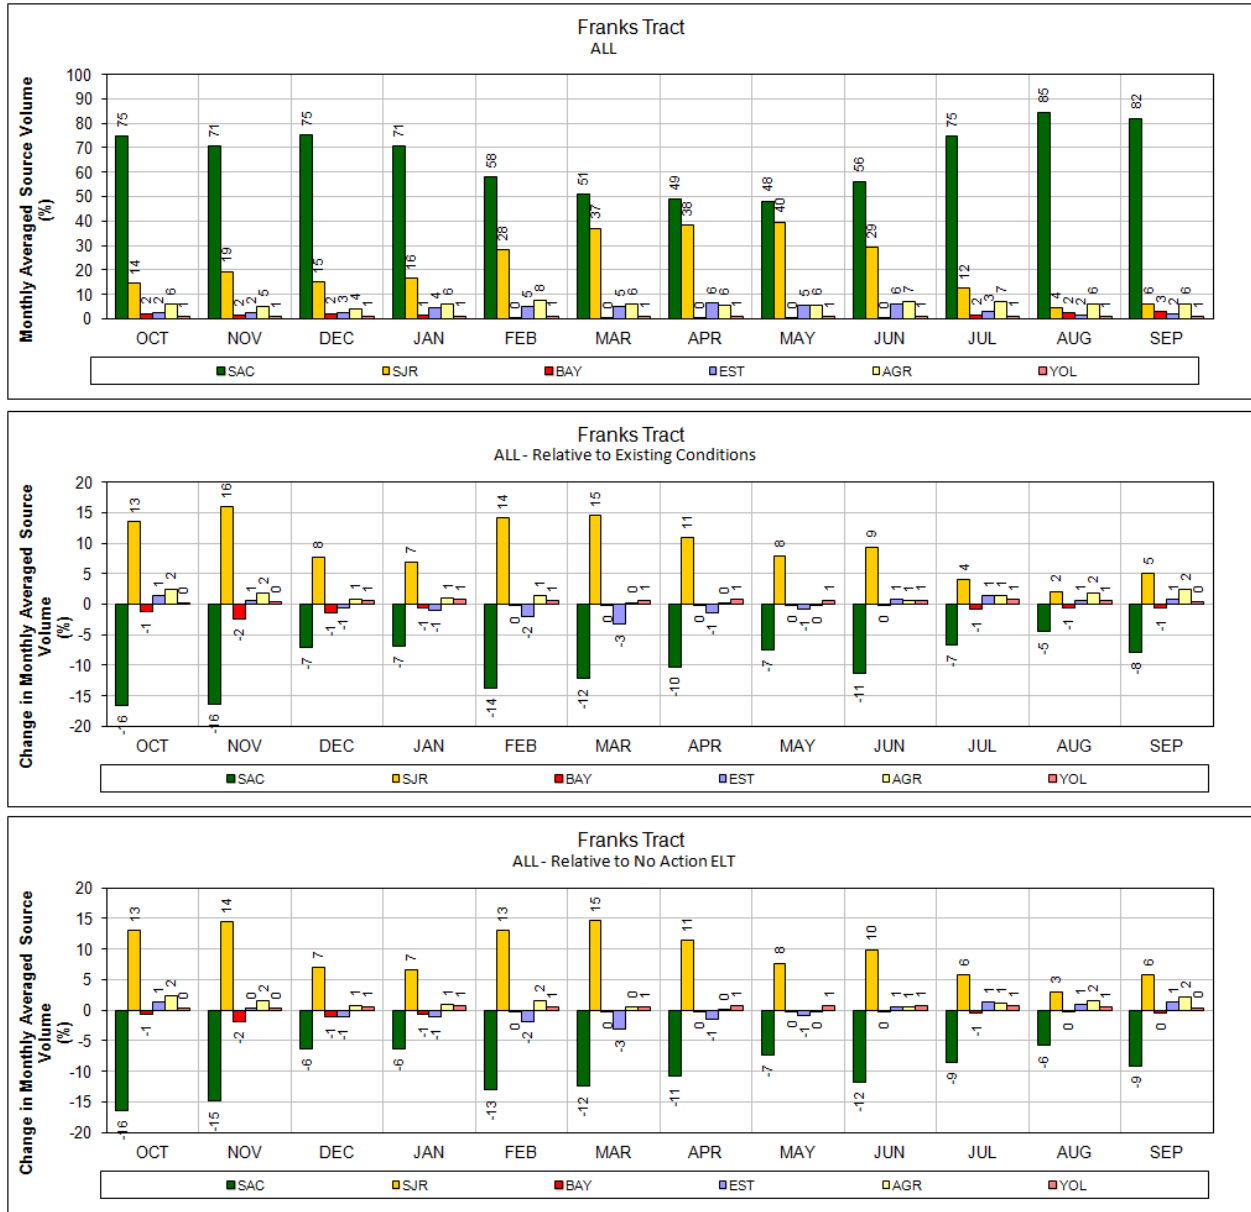 Franks Tract
ALL
Monthly Averaged Source Volume
(%)
100
90
80
70
60
50
40
30
20
10
0
75 14 2 2 6 1
71 19 2 2 5 1
75 15 2 3 4 1
71 16 1 4 6 1
58 28 0 5 8 1
51 37 0 5 6 1
49 38 0 6 6 1
48 40 0 5 6 1
56 29 0 6 7 1
75 12 2 3 7 1
85 4 2 2 6 1
82 6 3 2 6 1
OCT NOV DEC JAN FEB MAR APR MAY JUN JUL AUG SEP
SAC SJR BAY EST AGR YOL
Franks Tract
ALL - Relative to Existing Conditions
Change in Monthly Averaged Source
Volume
(%)
20
15
10
5
0
-5
-10
-15
-20
-16 13 -1 1 2 0
-16 16 -2 1 2 0
-7 8 -1 -1 1 1
-7 7 -1 -1 1 1
-14 14 0 -2 1 1
-12 15 0 -3 0 1
-10 11 0 -1 0 1
-7 8 0 -1 0 1
-11 9 0 1 1 1
-7 4 -1 1 1 1
-5 2 -1 1 2 1
-8 5 -1 1 2 0
OCT NOV DEC JAN FEB MAR APR MAY JUN JUL AUG SEP
SAC SJR BAY EST AGR YOL
Franks Tract
ALL - Relative to No Action ELT
Change in Monthly Averaged Source
Volume
(%)
20
15
10
5
0
-5
-10
-15
-20
-16 13 -1 1 2 0
-15 14 -2 0 2 0
-6 7 -1 -1 1 1
-6 7 -1 -1 1 1
-13 13 0 -2 2 1
-12 15 0 -3 0 1
-11 11 0 -1 0 1
-7 8 0 -1 0 1
-12 10 0 1 1 1
-9 6 -1 1 1 1
-6 3 0 1 2 1
-9 6 0 1 2 0
OCT NOV DEC JAN FEB MAR APR MAY JUN JUL AUG SEP
SAC SJR BAY EST AGR YOL